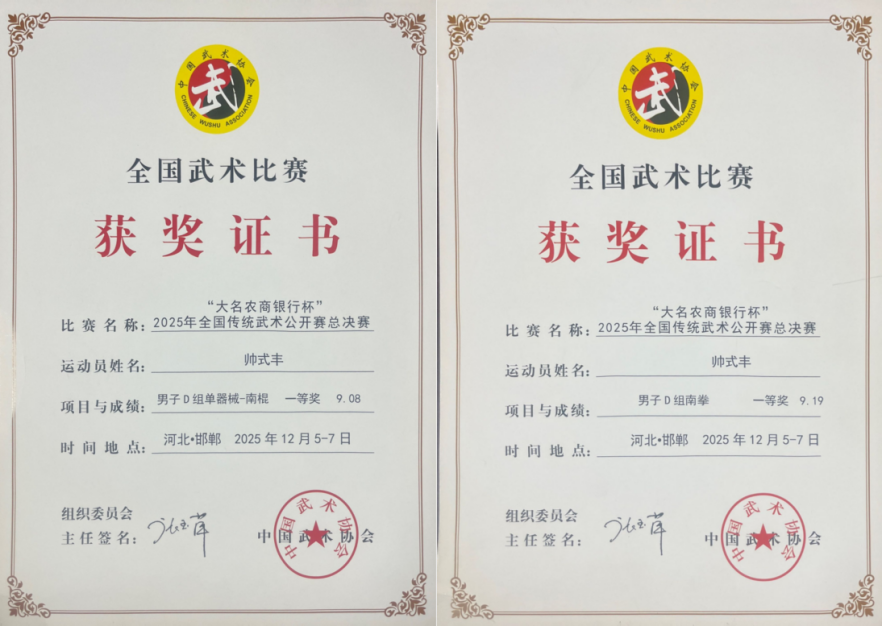 中国武术协会
CHINESE WUSHU ASSOCIATION
武
全国武术比赛
获奖证书
“大名农商银行杯”
比赛名称：2025年全国传统武术公开赛总决赛
运动员姓名：帅式丰
项目与成绩：男子D组单器械-南棍 一等奖 9.08
时间地点：河北•邯郸 2025年12月5-7日
组织委员会
主任签名：
中国武术协会
中国武术协会
中国武术协会
CHINESE WUSHU ASSOCIATION
武
全国武术比赛
获奖证书
“大名农商银行杯”
比赛名称：2025年全国传统武术公开赛总决赛
运动员姓名：帅式丰
项目与成绩：男子D组南拳 一等奖 9.19
时间地点：河北•邯郸 2025年12月5-7日
组织委员会
主任签名：
中国武术协会
中国武术协会